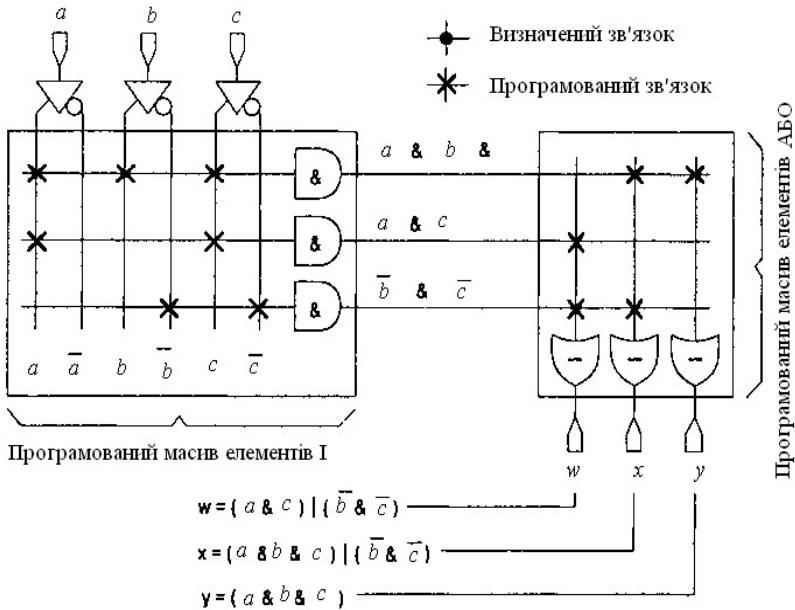 a b c
Визначений зв'язок
Програмований зв'язок
& a & b &
& a & c
& b̅ & c̅
a a̅ b b̅ c c̅
Програмований масив елементів І
Програмований масив елементів АБО
w x y
w = ( a & c ) | ( b̅ & c̅ )
x = ( a & b & c ) | ( b̅ & c̅ )
y = ( a & b & c )